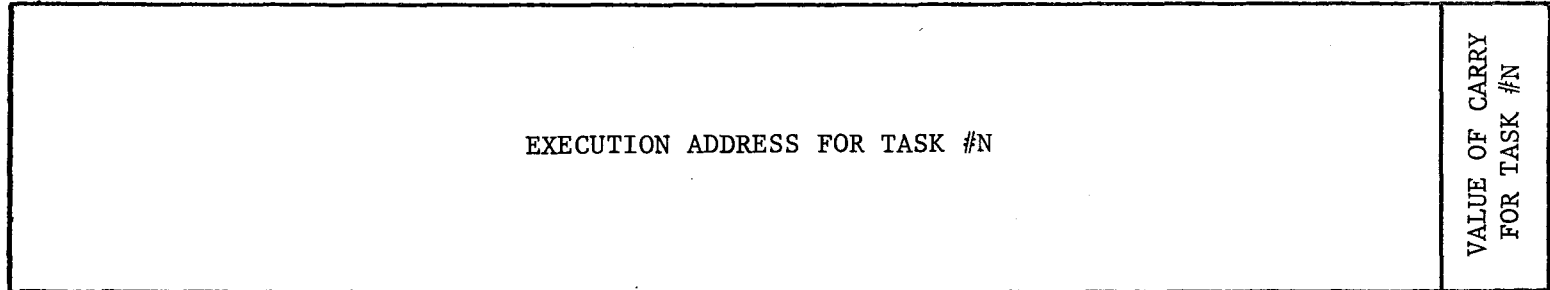 EXECUTION ADDRESS FOR TASK #N
VALUE OF CARRY
FOR TASK #N